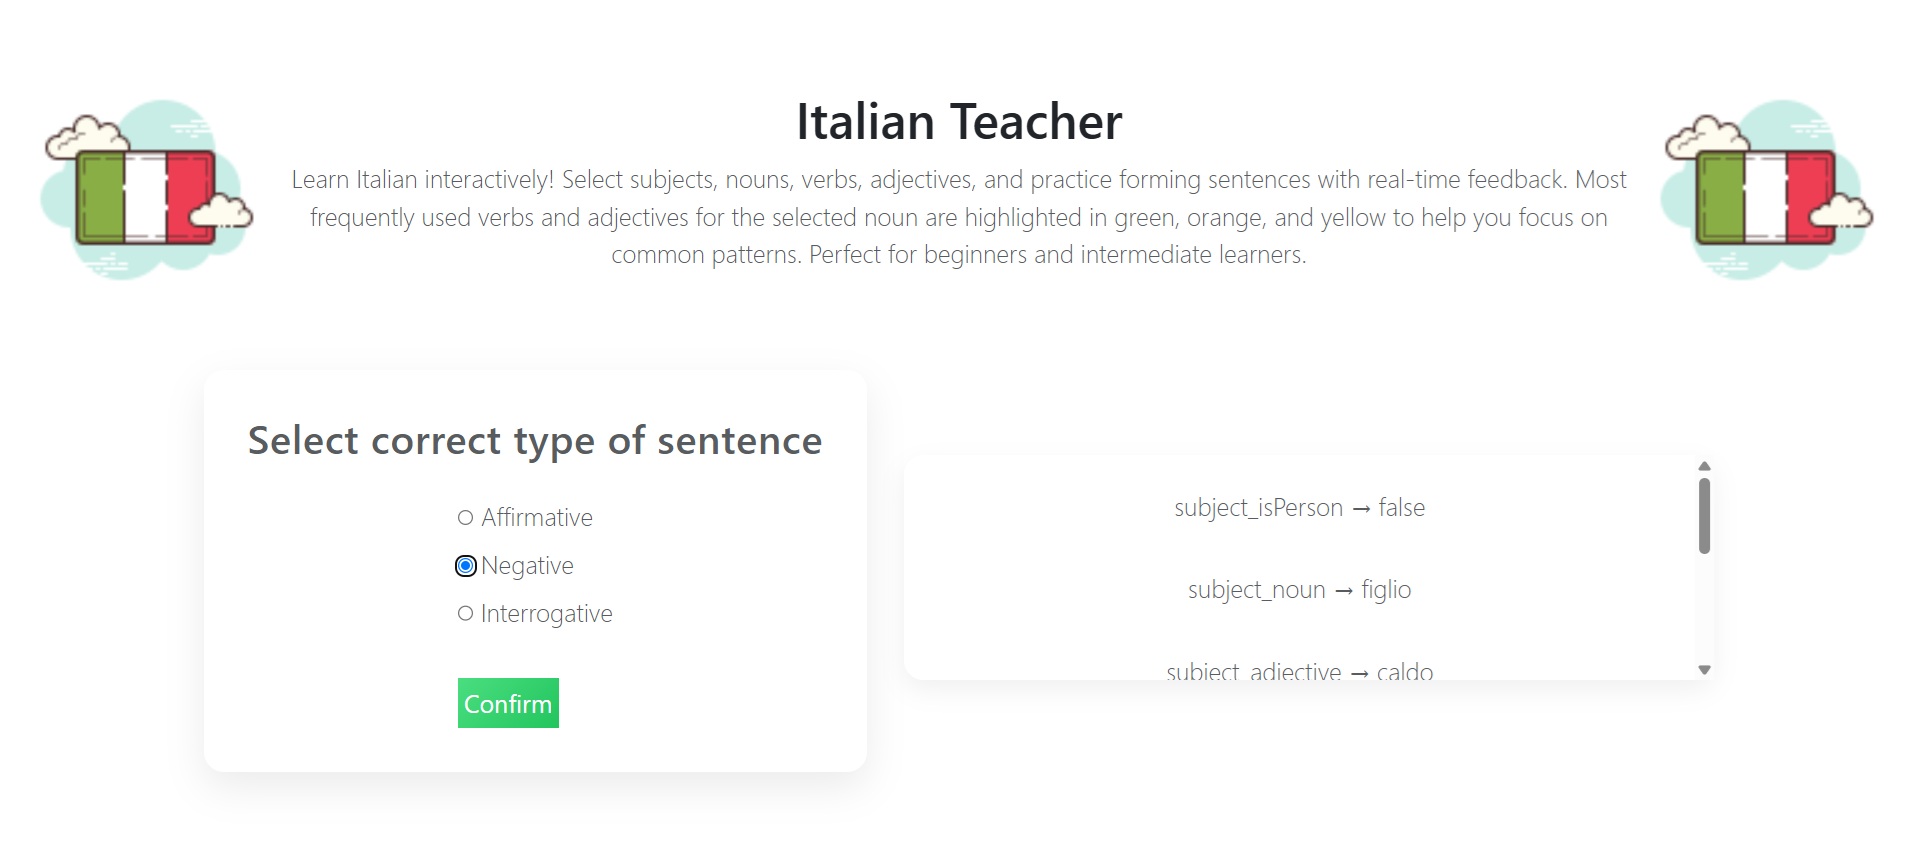 Italian Teacher
Learn Italian interactively! Select subjects, nouns, verbs, adjectives, and practice forming sentences with real-time feedback. Most
frequently used verbs and adjectives for the selected noun are highlighted in green, orange, and yellow to help you focus on
common patterns. Perfect for beginners and intermediate learners.
Select correct type of sentence
Affirmative
Negative
Interrogative
Confirm
subject_isPerson → false
subject_noun → figlio
subject_adjective → caldo